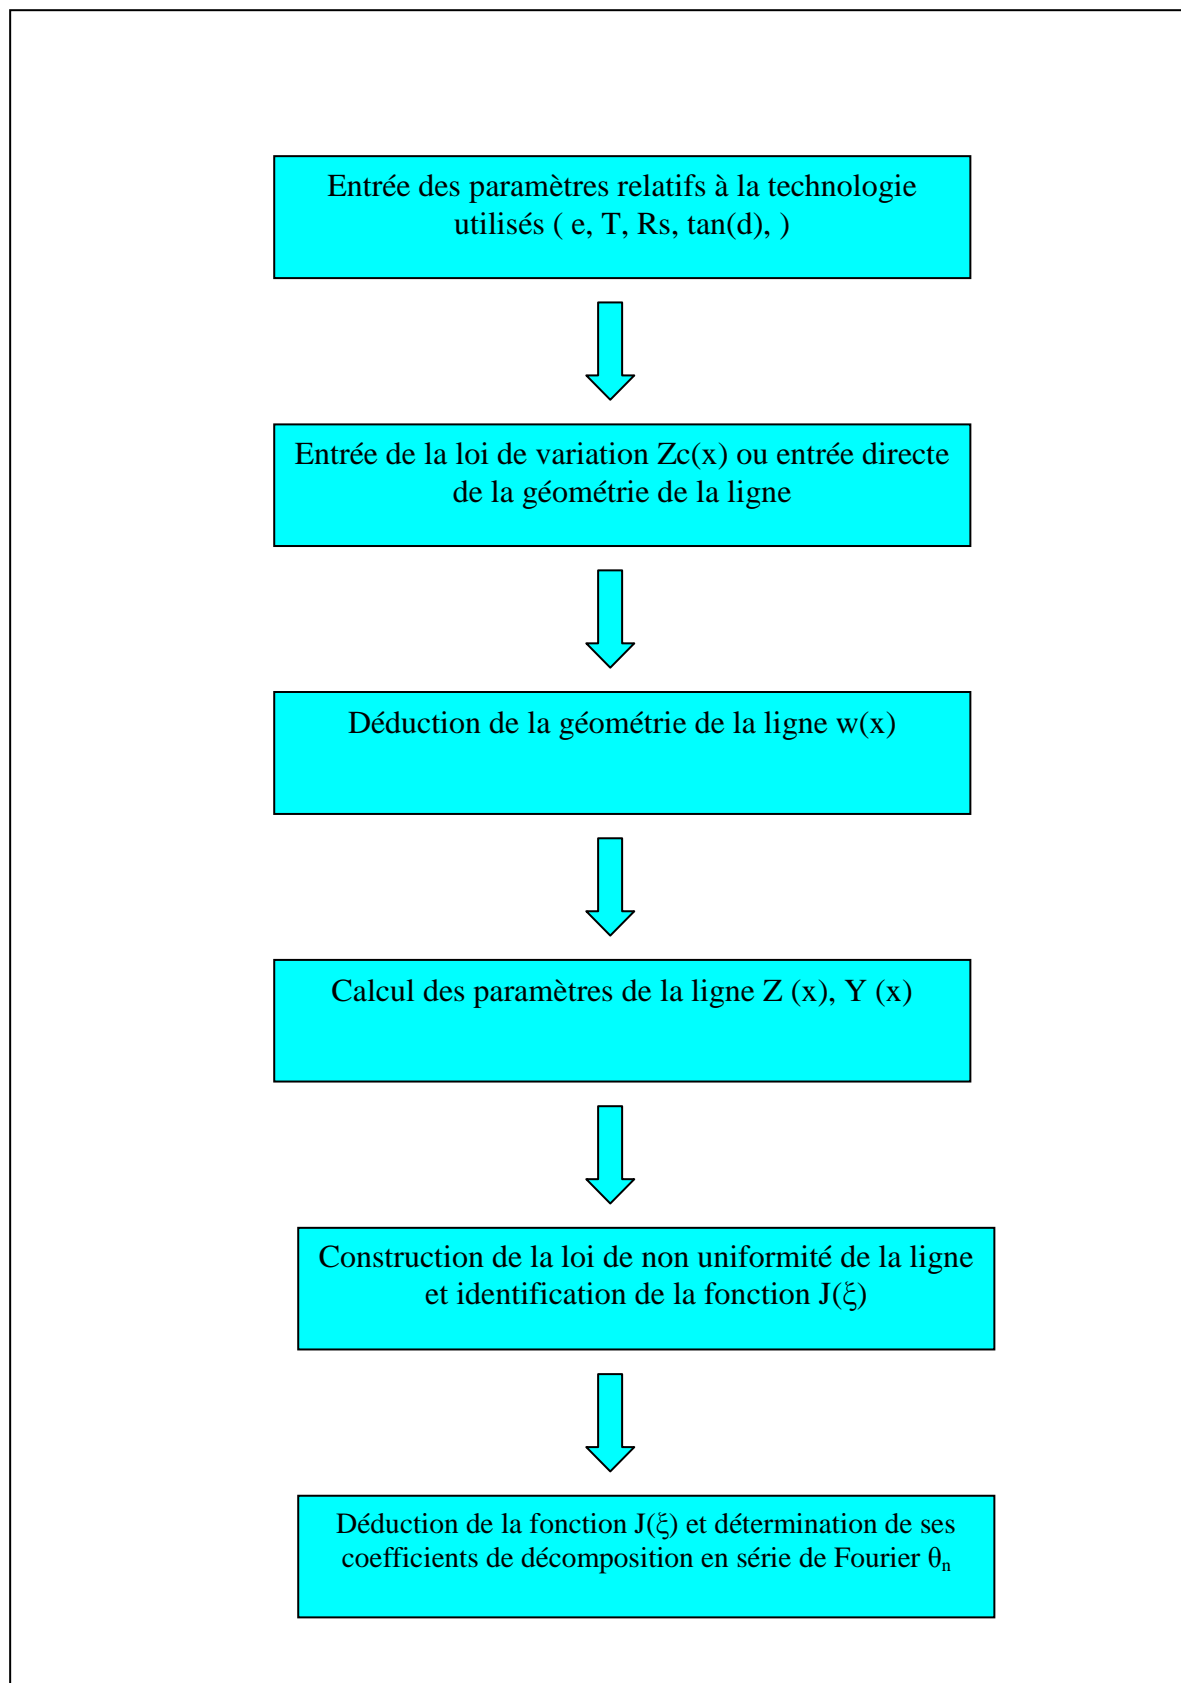 Entrée des paramètres relatifs à la technologie
utilisés ( e, T, Rs, tan(d), )
Entrée de la loi de variation Zc(x) ou entrée directe
de la géométrie de la ligne
Déduction de la géométrie de la ligne w(x)
Calcul des paramètres de la ligne Z (x), Y (x)
Construction de la loi de non uniformité de la ligne
et identification de la fonction J(ξ)
Déduction de la fonction J(ξ) et détermination de ses
coefficients de décomposition en série de Fourier θₙ